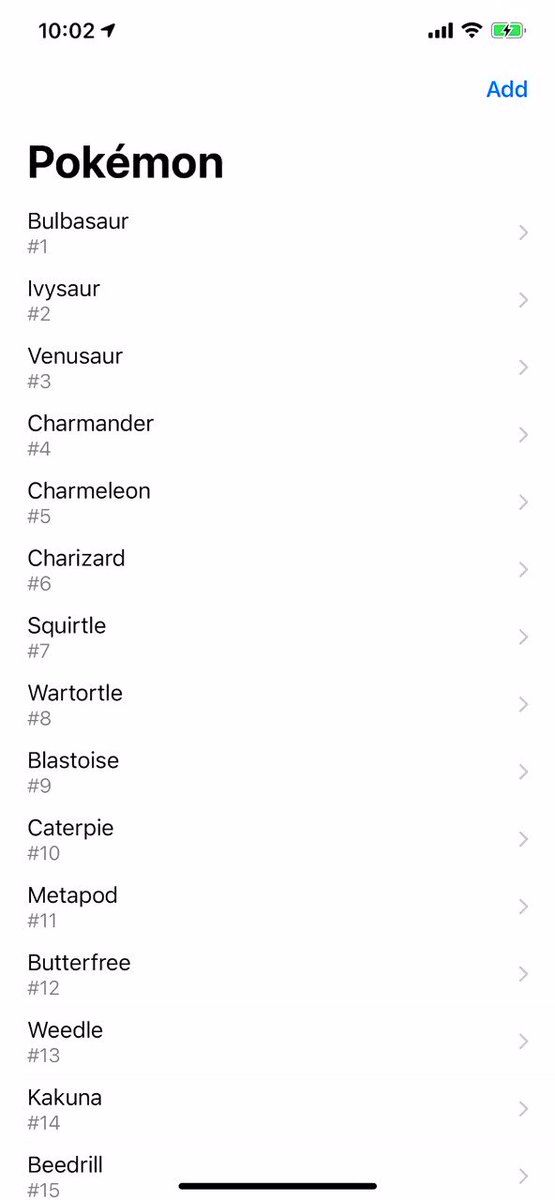 10:02
Add
Pokémon
Bulbasaur
#1
Ivysaur
#2
Venusaur
#3
Charmander
#4
Charmeleon
#5
Charizard
#6
Squirtle
#7
Wartortle
#8
Blastoise
#9
Caterpie
#10
Metapod
#11
Butterfree
#12
Weedle
#13
Kakuna
#14
Beedrill
#15